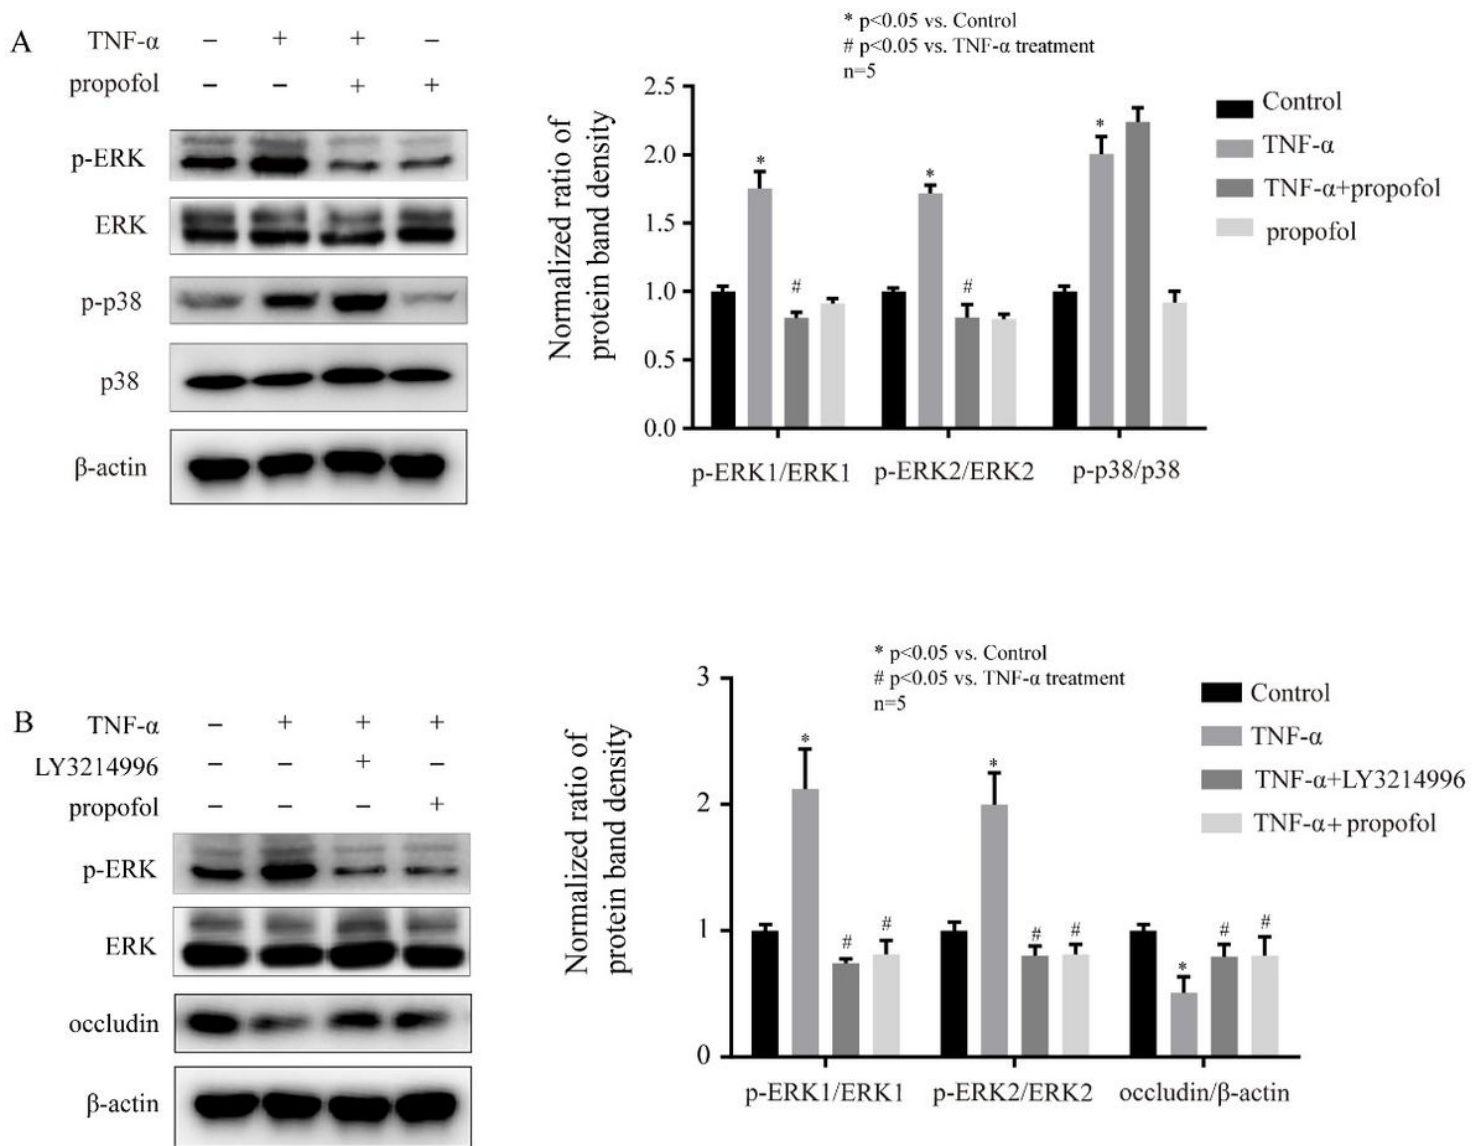 A
TNF-α − + + −
propofol − − + +
p-ERK
ERK
p-p38
p38
β-actin
* p<0.05 vs. Control
# p<0.05 vs. TNF-α treatment
n=5
Normalized ratio of
protein band density
2.5
2.0
1.5
1.0
0.5
0.0
* # * # *
p-ERK1/ERK1 p-ERK2/ERK2 p-p38/p38
Control
TNF-α
TNF-α+propofol
propofol
B
TNF-α − + + +
LY3214996 − − + −
propofol − − − +
p-ERK
ERK
occludin
β-actin
* p<0.05 vs. Control
# p<0.05 vs. TNF-α treatment
n=5
Normalized ratio of
protein band density
3
2
1
0
* # # * # # * # #
p-ERK1/ERK1 p-ERK2/ERK2 occludin/β-actin
Control
TNF-α
TNF-α+LY3214996
TNF-α+ propofol